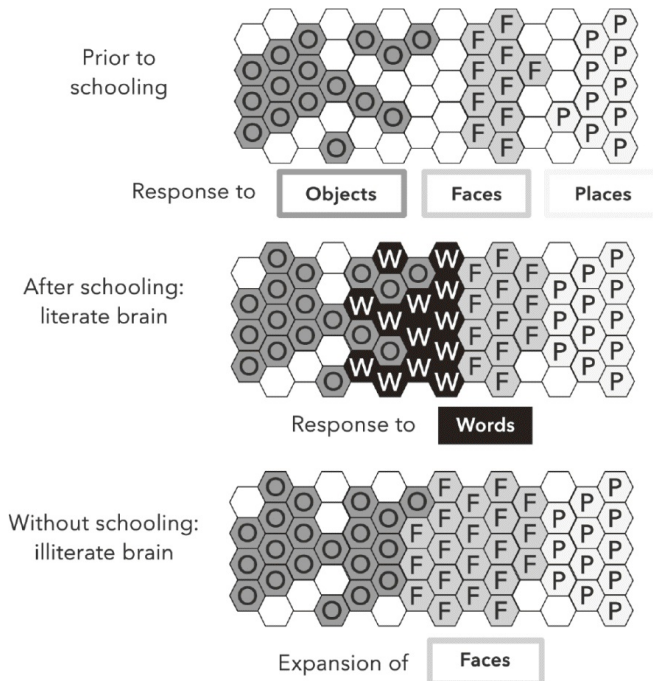 Prior to
schooling
F P
O O O F P
O O F P
O O F F P
O O F P
O O O F P
O O F P P
O F P
O F P
Response to Objects Faces Places
After schooling:
literate brain
O W W F P
O O O F F P
O O W F P P
O O W W F F P
O O W W F P P
O O O W F F P
O O W F P P
O W W F P
O W W F P
Response to Words
Without schooling:
illiterate brain
O F F P
O O O F F P
O O F F P P
O O O F F F P
O O O F F P P
O O O F F F P
O O F F P P
O O F F P
O F F P
Expansion of Faces